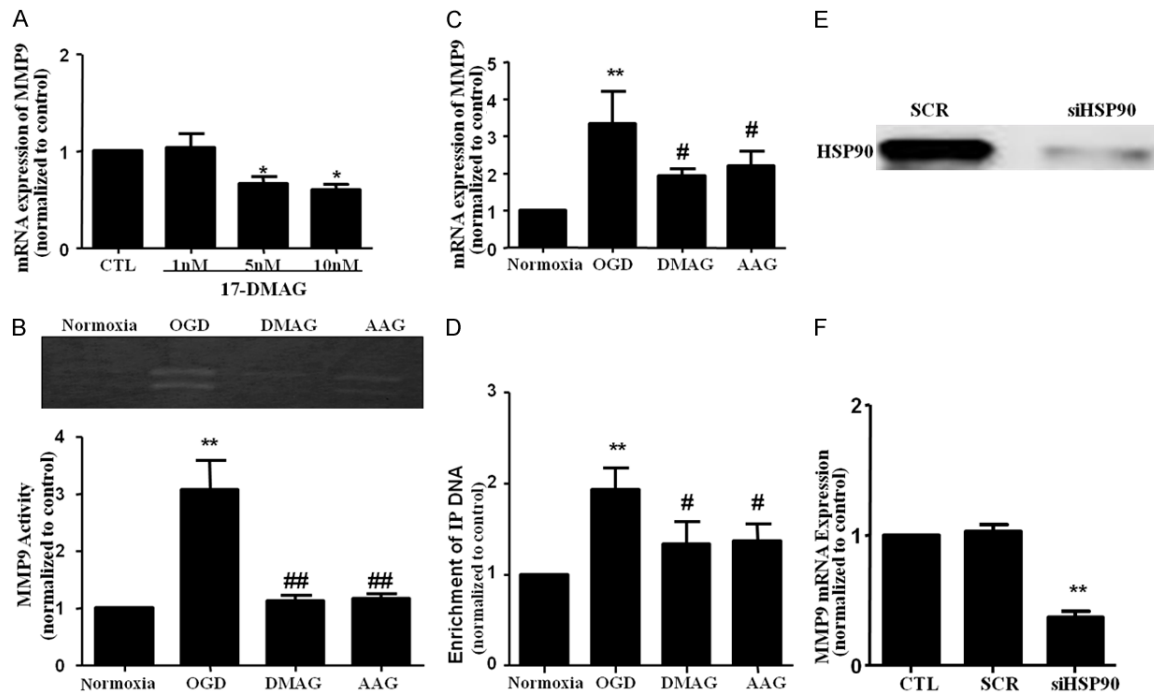 A
mRNA expression of MMP9
(normalized to control)
2
1
0
*
*
CTL
1nM
5nM
10nM
17-DMAG
B
Normoxia
OGD
DMAG
AAG
MMP9 Activity
(normalized to control)
4
3
2
1
0
**
##
##
Normoxia
OGD
DMAG
AAG
C
mRNA expression of MMP9
(normalized to control)
5
4
3
2
1
0
**
#
#
Normoxia
OGD
DMAG
AAG
D
Enrichment of IP DNA
(normalized to control)
3
2
1
0
**
#
#
Normoxia
OGD
DMAG
AAG
E
SCR
siHSP90
HSP90
F
MMP9 mRNA Expression
(normalized to control)
2
1
0
**
CTL
SCR
siHSP90